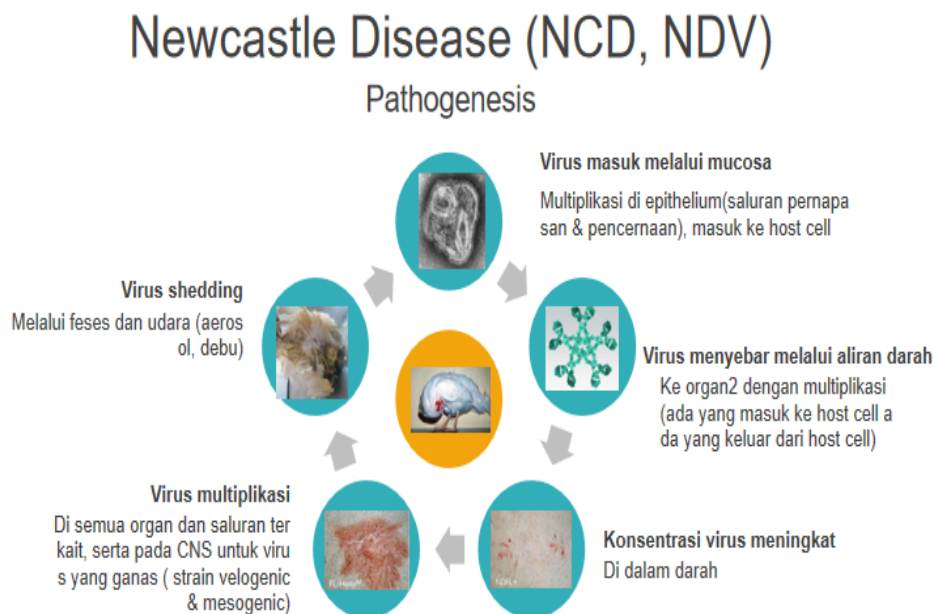 Newcastle Disease (NCD, NDV)
Pathogenesis
Virus masuk melalui mucosa
Multiplikasi di epithelium(saluran pernapa
san & pencernaan), masuk ke host cell
Virus menyebar melalui aliran darah
Ke organ2 dengan multiplikasi
(ada yang masuk ke host cell a
da yang keluar dari host cell)
Konsentrasi virus meningkat
Di dalam darah
Virus multiplikasi
Di semua organ dan saluran ter
kait, serta pada CNS untuk viru
s yang ganas ( strain velogenic
& mesogenic)
Virus shedding
Melalui feses dan udara (aeros
ol, debu)